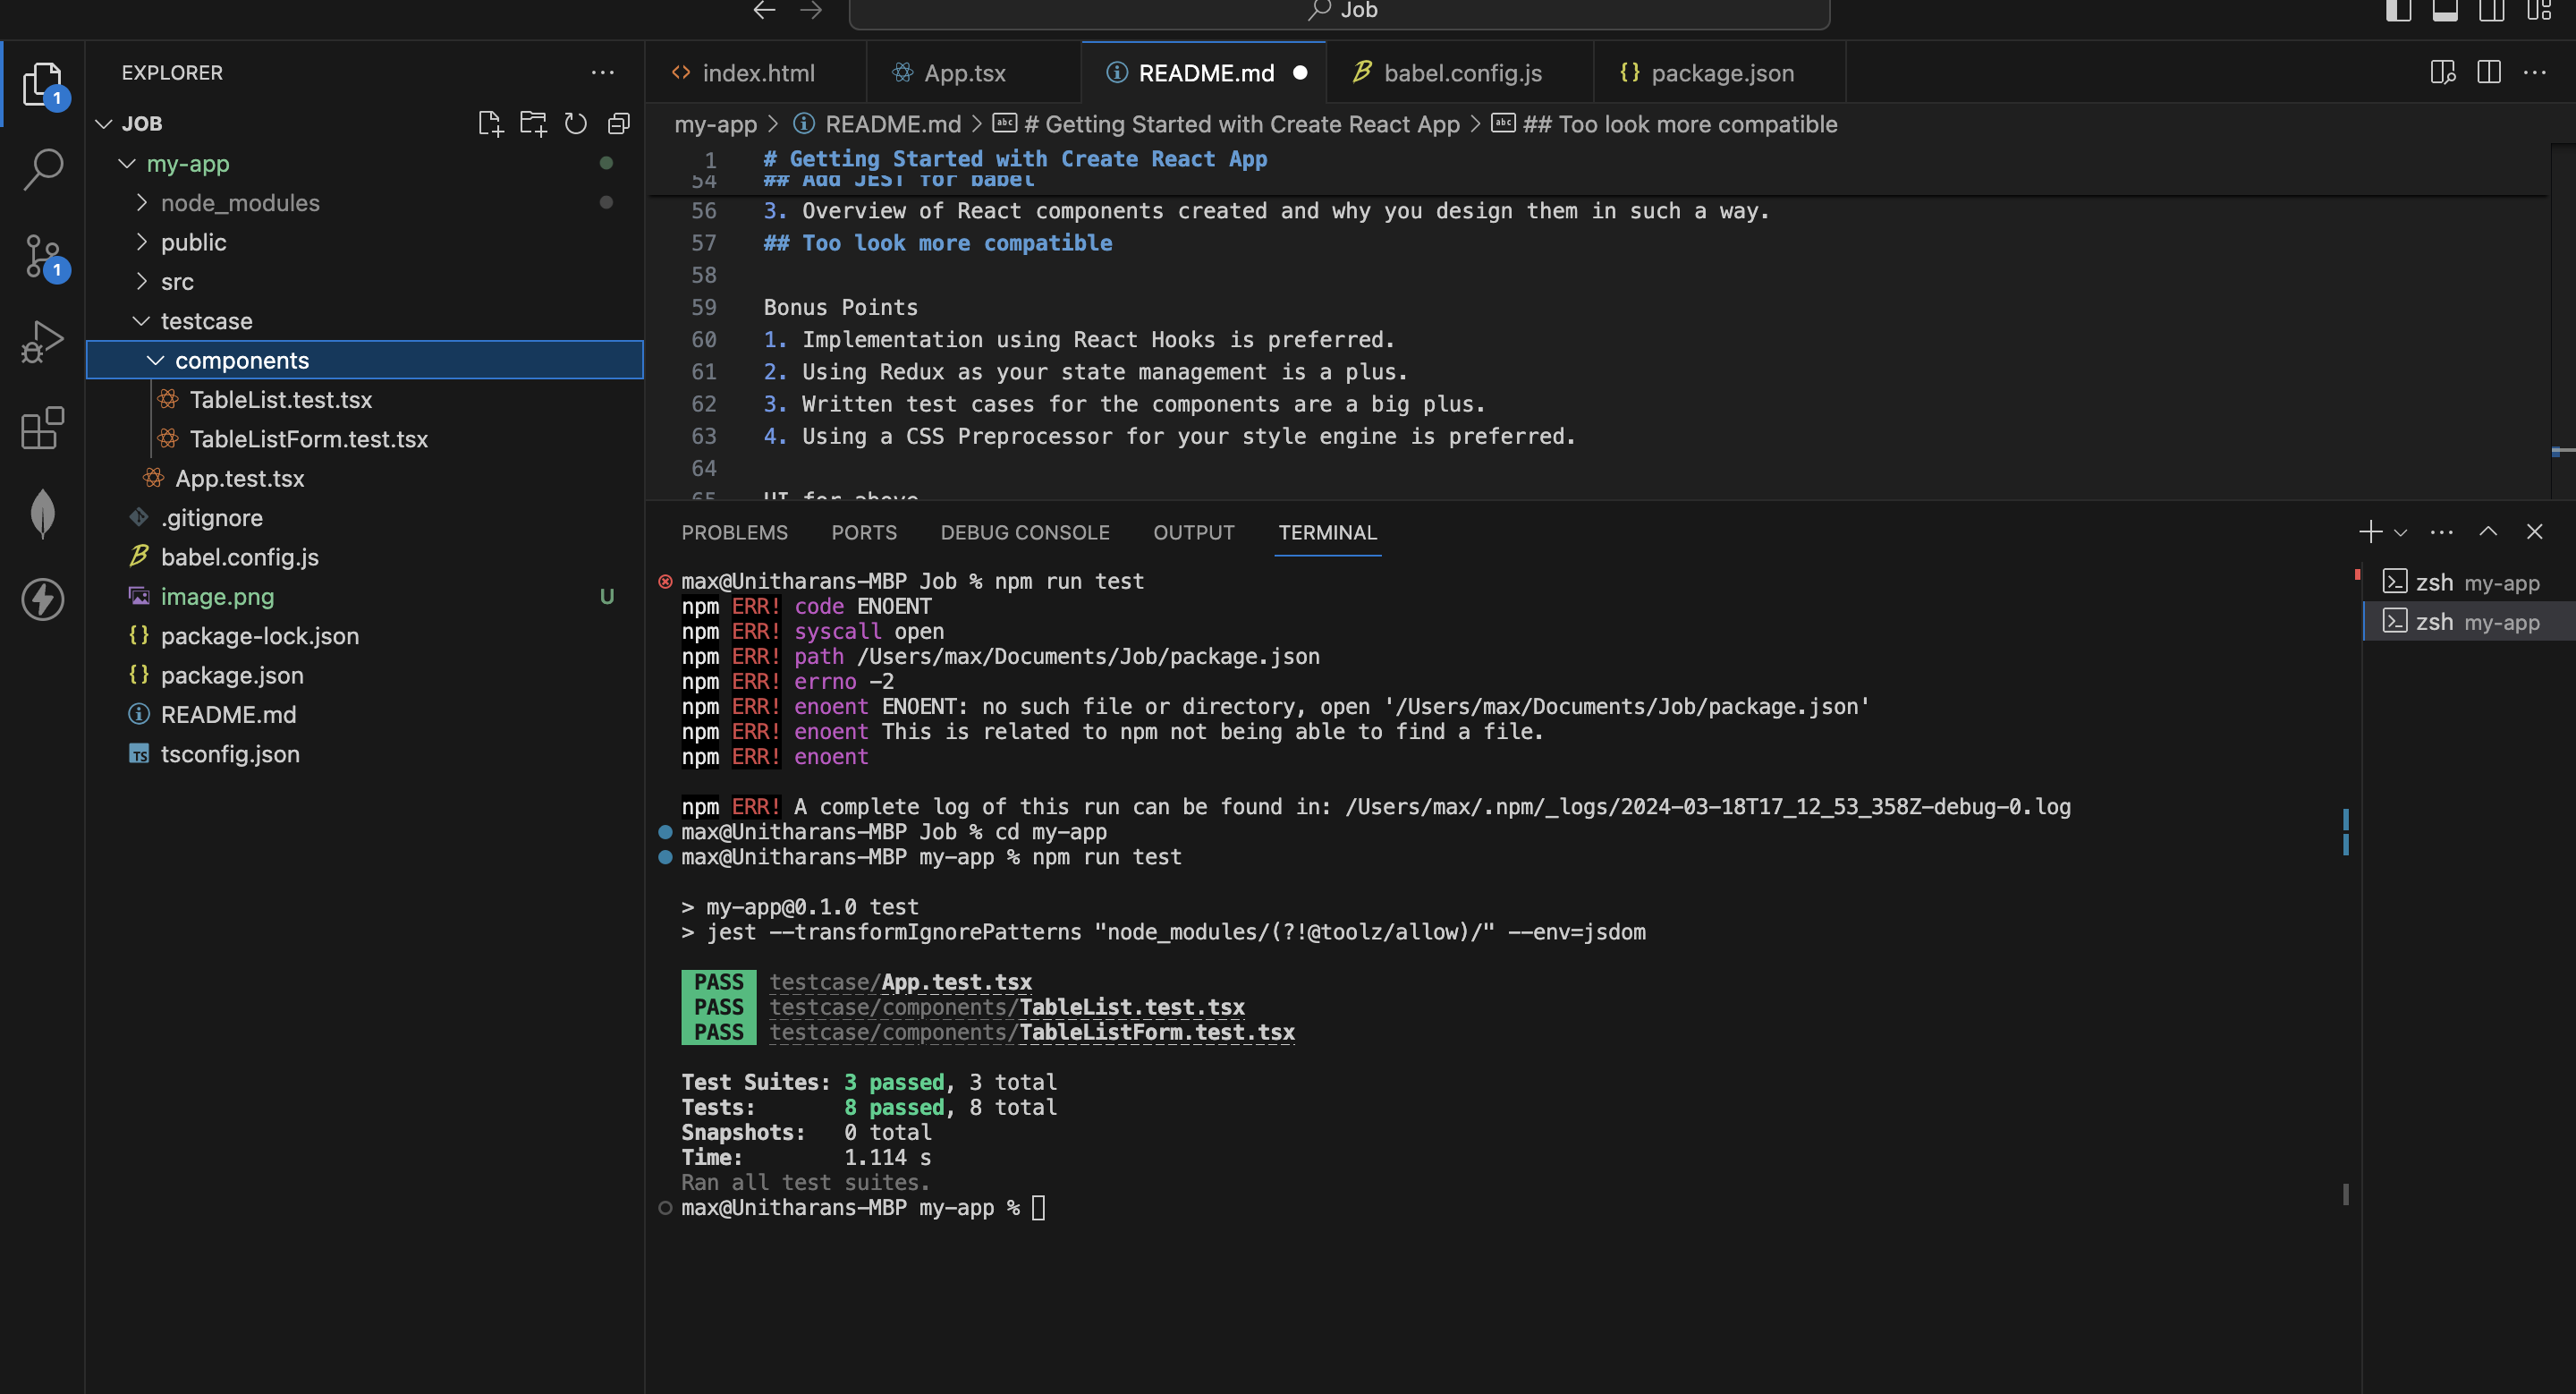 Job
EXPLORER
JOB
my-app
node_modules
public
src
testcase
components
TableList.test.tsx
TableListForm.test.tsx
App.test.tsx
.gitignore
babel.config.js
image.png U
package-lock.json
package.json
README.md
tsconfig.json
1
1
index.html App.tsx README.md babel.config.js package.json
my-app > README.md > # Getting Started with Create React App > ## Too look more compatible
1 # Getting Started with Create React App
54 ## Add JEST for babel
56 3. Overview of React components created and why you design them in such a way.
57 ## Too look more compatible
58
59 Bonus Points
60 1. Implementation using React Hooks is preferred.
61 2. Using Redux as your state management is a plus.
62 3. Written test cases for the components are a big plus.
63 4. Using a CSS Preprocessor for your style engine is preferred.
64
65 UI for above
PROBLEMS PORTS DEBUG CONSOLE OUTPUT TERMINAL
max@Unitharans-MBP Job % npm run test
npm ERR! code ENOENT
npm ERR! syscall open
npm ERR! path /Users/max/Documents/Job/package.json
npm ERR! errno -2
npm ERR! enoent ENOENT: no such file or directory, open '/Users/max/Documents/Job/package.json'
npm ERR! enoent This is related to npm not being able to find a file.
npm ERR! enoent
npm ERR! A complete log of this run can be found in: /Users/max/.npm/_logs/2024-03-18T17_12_53_358Z-debug-0.log
max@Unitharans-MBP Job % cd my-app
max@Unitharans-MBP my-app % npm run test
> my-app@0.1.0 test
> jest --transformIgnorePatterns "node_modules/(?!@toolz/allow)/" --env=jsdom
PASS testcase/App.test.tsx
PASS testcase/components/TableList.test.tsx
PASS testcase/components/TableListForm.test.tsx
Test Suites: 3 passed, 3 total
Tests: 8 passed, 8 total
Snapshots: 0 total
Time: 1.114 s
Ran all test suites.
max@Unitharans-MBP my-app %
zsh my-app
zsh my-app